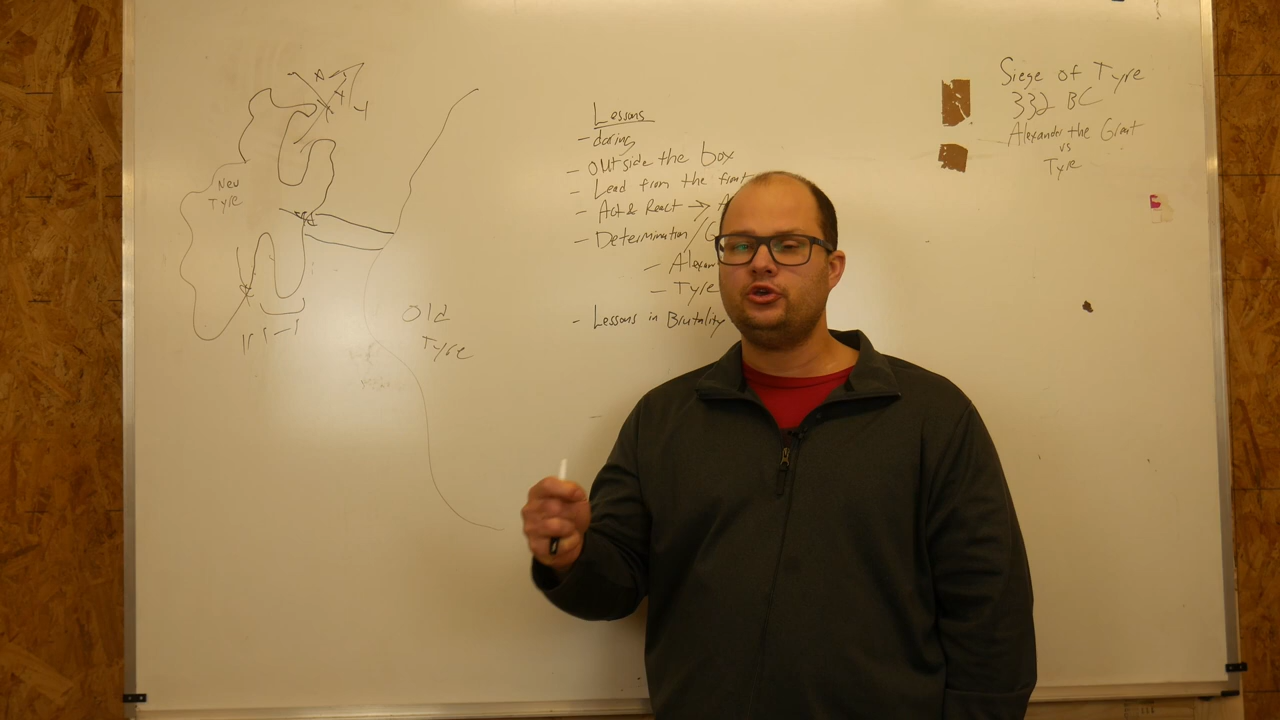 New
Tyre
Old
Tyre
Lessons
- daring
- outside the box
- Lead from the front
- Act & React →
- Determination /
- Alexan
- Tyre
- Lessons in Brutality
Siege of Tyre
332 BC
Alexander the Great
vs
Tyre